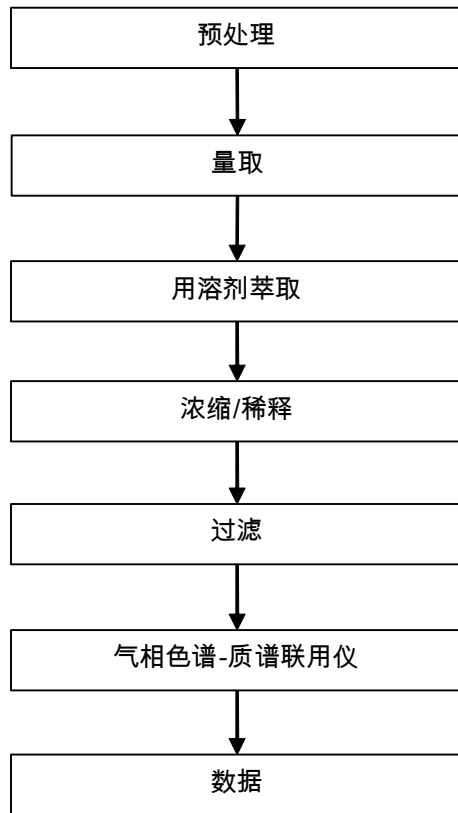 预处理
量取
用溶剂萃取
浓缩/稀释
过滤
气相色谱-质谱联用仪
数据